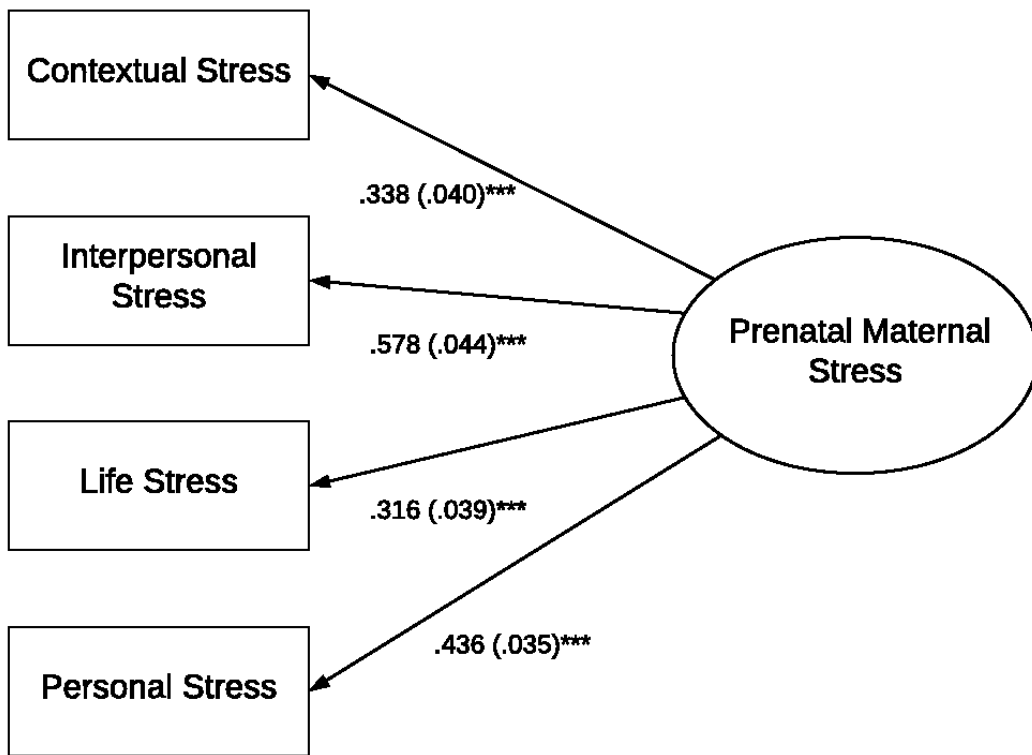 Contextual Stress
.338 (.040)***
Interpersonal
Stress
.578 (.044)***
Prenatal Maternal
Stress
Life Stress
.316 (.039)***
.436 (.035)***
Personal Stress